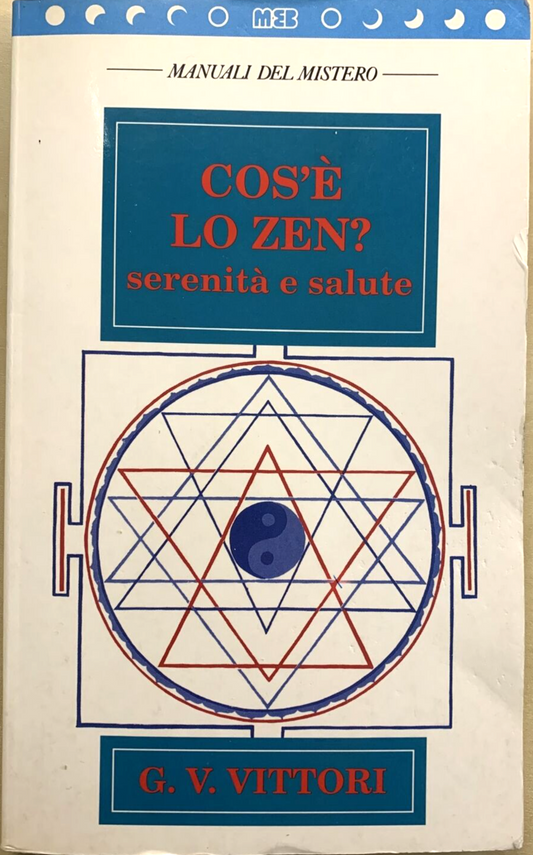 MEB
MANUALI DEL MISTERO
COS'È
LO ZEN?
serenità e salute
G. V. VITTORI